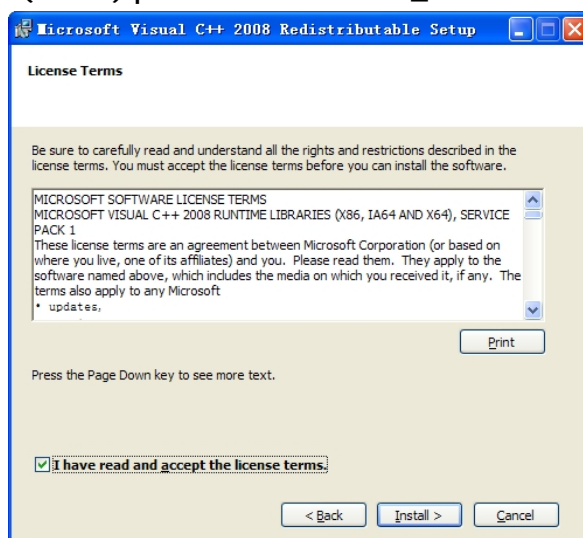 Microsoft Visual C++ 2008 Redistributable Setup
License Terms
Be sure to carefully read and understand all the rights and restrictions described in the
license terms. You must accept the license terms before you can install the software.
MICROSOFT SOFTWARE LICENSE TERMS
MICROSOFT VISUAL C++ 2008 RUNTIME LIBRARIES (X86, IA64 AND X64), SERVICE
PACK 1
These license terms are an agreement between Microsoft Corporation (or based on
where you live, one of its affiliates) and you.  Please read them.  They apply to the
software named above, which includes the media on which you received it, if any.  The
terms also apply to any Microsoft
• updates,
Print
Press the Page Down key to see more text.
I have read and accept the license terms.
< Back
Install >
Cancel